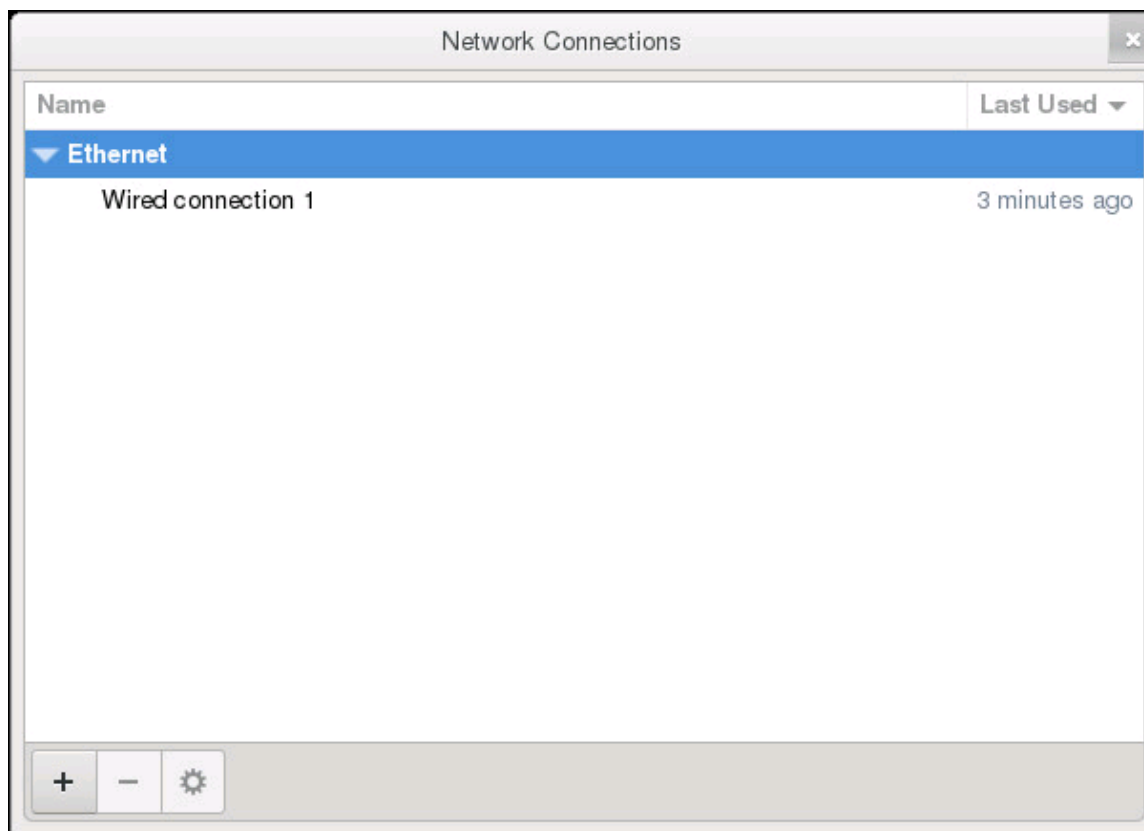 Network Connections
Name Last Used
Ethernet
Wired connection 1 3 minutes ago